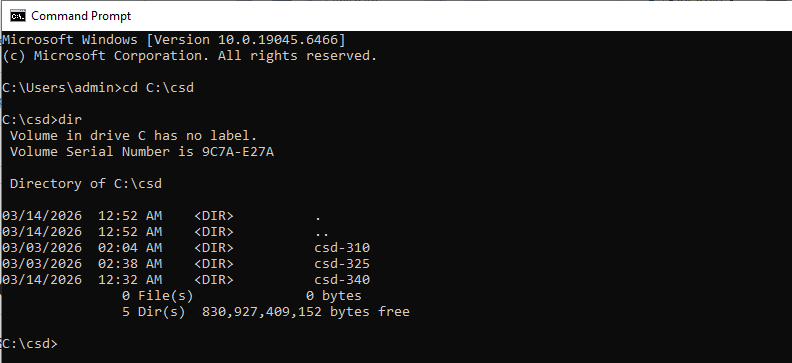 Command Prompt
Microsoft Windows [Version 10.0.19045.6466]
(c) Microsoft Corporation. All rights reserved.
C:\Users\admin>cd C:\csd
C:\csd>dir
 Volume in drive C has no label.
 Volume Serial Number is 9C7A-E27A
 Directory of C:\csd
03/14/2026  12:52 AM    <DIR>          .
03/14/2026  12:52 AM    <DIR>          ..
03/03/2026  02:04 AM    <DIR>          csd-310
03/03/2026  02:38 AM    <DIR>          csd-325
03/14/2026  12:32 AM    <DIR>          csd-340
               0 File(s)              0 bytes
               5 Dir(s)  830,927,409,152 bytes free
C:\csd>